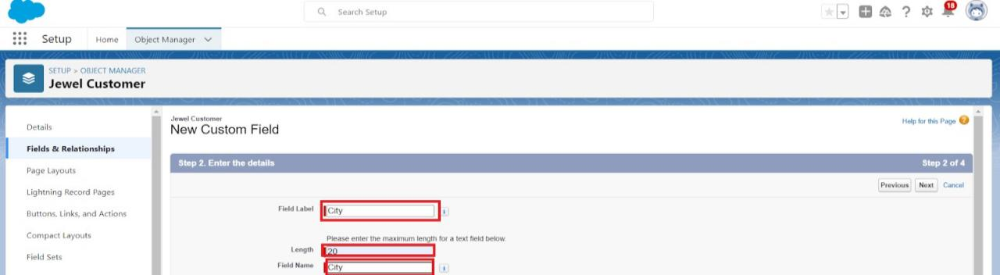 Search Setup
18
Setup Home Object Manager
SETUP > OBJECT MANAGER
Jewel Customer
Details
Fields & Relationships
Page Layouts
Lightning Record Pages
Buttons, Links, and Actions
Compact Layouts
Field Sets
Jewel Customer
New Custom Field
Help for this Page ?
Step 2. Enter the details Step 2 of 4
Previous Next Cancel
Field Label City i
Please enter the maximum length for a text field below.
Length 20
Field Name City i